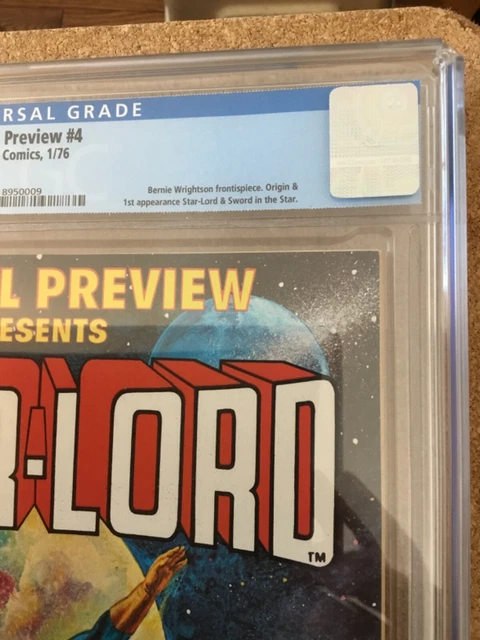 RSAL GRADE
Preview #4
Comics, 1/76
8950009
Bernie Wrightson frontispiece. Origin &
1st appearance Star-Lord & Sword in the Star.
L PREVIEW
ESENTS
R-LORD
TM